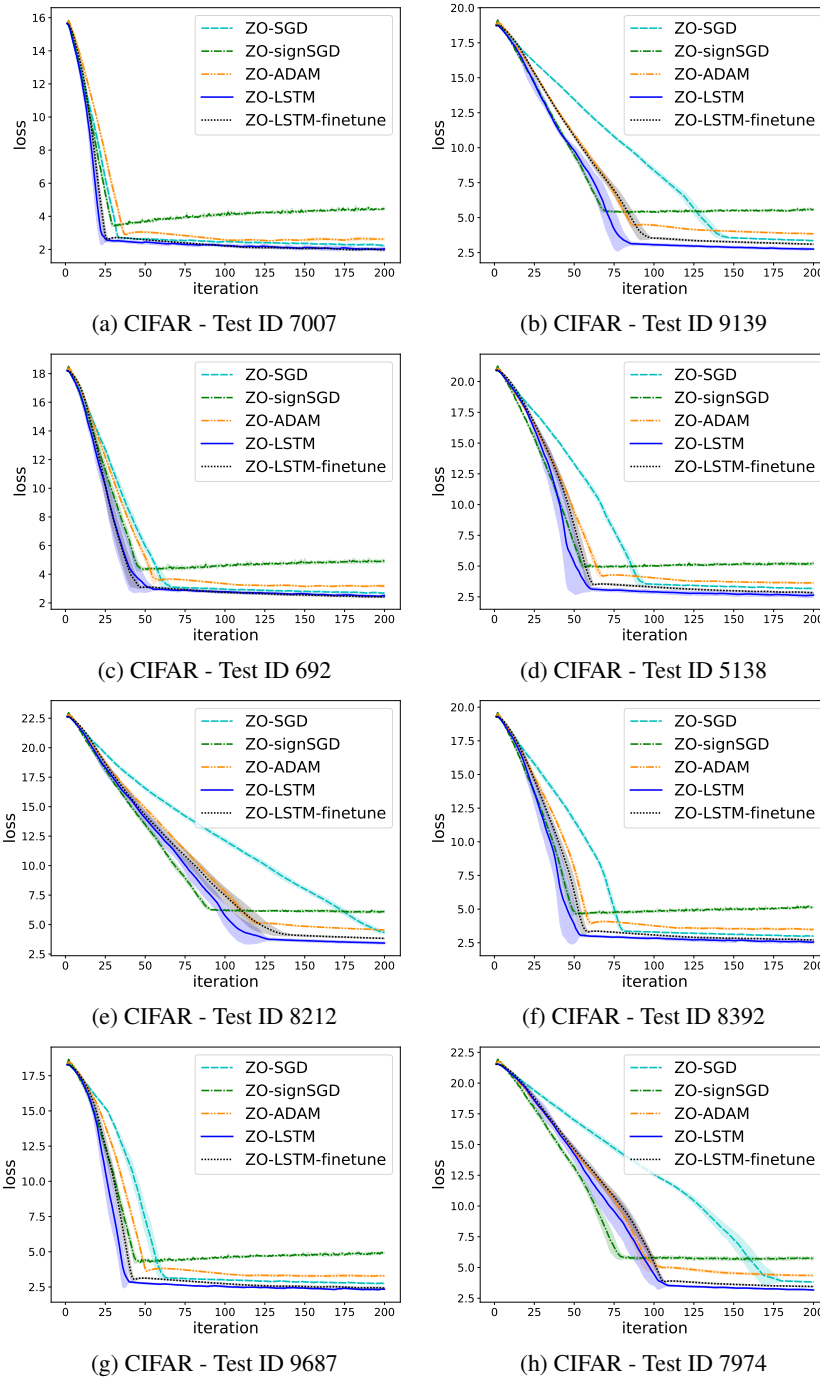 16
14
12
10
8
6
4
2
loss
0 25 50 75 100 125 150 175 200
iteration
ZO-SGD
ZO-signSGD
ZO-ADAM
ZO-LSTM
ZO-LSTM-finetune
(a) CIFAR - Test ID 7007
20.0
17.5
15.0
12.5
10.0
7.5
5.0
2.5
loss
0 25 50 75 100 125 150 175 200
iteration
ZO-SGD
ZO-signSGD
ZO-ADAM
ZO-LSTM
ZO-LSTM-finetune
(b) CIFAR - Test ID 9139
18
16
14
12
10
8
6
4
2
loss
0 25 50 75 100 125 150 175 200
iteration
ZO-SGD
ZO-signSGD
ZO-ADAM
ZO-LSTM
ZO-LSTM-finetune
(c) CIFAR - Test ID 692
20.0
17.5
15.0
12.5
10.0
7.5
5.0
2.5
loss
0 25 50 75 100 125 150 175 200
iteration
ZO-SGD
ZO-signSGD
ZO-ADAM
ZO-LSTM
ZO-LSTM-finetune
(d) CIFAR - Test ID 5138
22.5
20.0
17.5
15.0
12.5
10.0
7.5
5.0
2.5
loss
0 25 50 75 100 125 150 175 200
iteration
ZO-SGD
ZO-signSGD
ZO-ADAM
ZO-LSTM
ZO-LSTM-finetune
(e) CIFAR - Test ID 8212
20.0
17.5
15.0
12.5
10.0
7.5
5.0
2.5
loss
0 25 50 75 100 125 150 175 200
iteration
ZO-SGD
ZO-signSGD
ZO-ADAM
ZO-LSTM
ZO-LSTM-finetune
(f) CIFAR - Test ID 8392
17.5
15.0
12.5
10.0
7.5
5.0
2.5
loss
0 25 50 75 100 125 150 175 200
iteration
ZO-SGD
ZO-signSGD
ZO-ADAM
ZO-LSTM
ZO-LSTM-finetune
(g) CIFAR - Test ID 9687
22.5
20.0
17.5
15.0
12.5
10.0
7.5
5.0
2.5
loss
0 25 50 75 100 125 150 175 200
iteration
ZO-SGD
ZO-signSGD
ZO-ADAM
ZO-LSTM
ZO-LSTM-finetune
(h) CIFAR - Test ID 7974